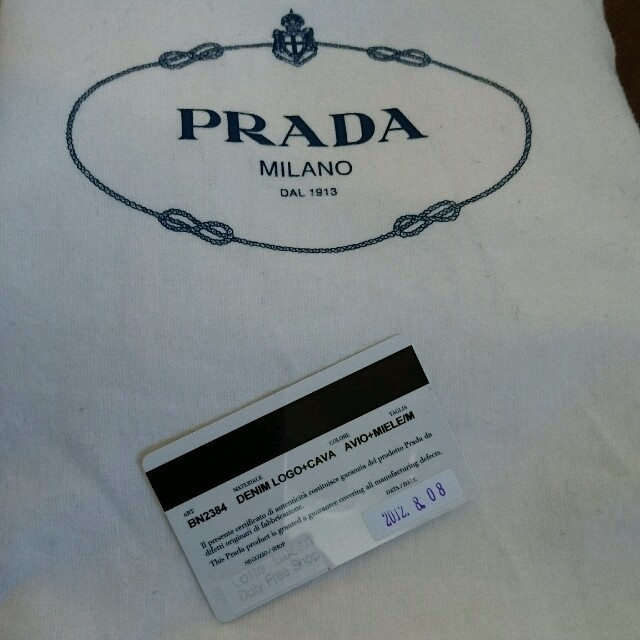 PRADA
MILANO
DAL 1913
ART. MATERIALE COLORE TAGLIA
BN2384 DENIM LOGO+CAVA AVIO+MIELE/M
Il presente certificato di autenticità costituisce garanzia del prodotto Prada da
difetti originari di fabbricazione.
This Prada product is granted a guarantee covering all manufacturing defects.
NEGOZIO / SHOP DATA / DATE
2012. 8. 08
Duty Free Shop